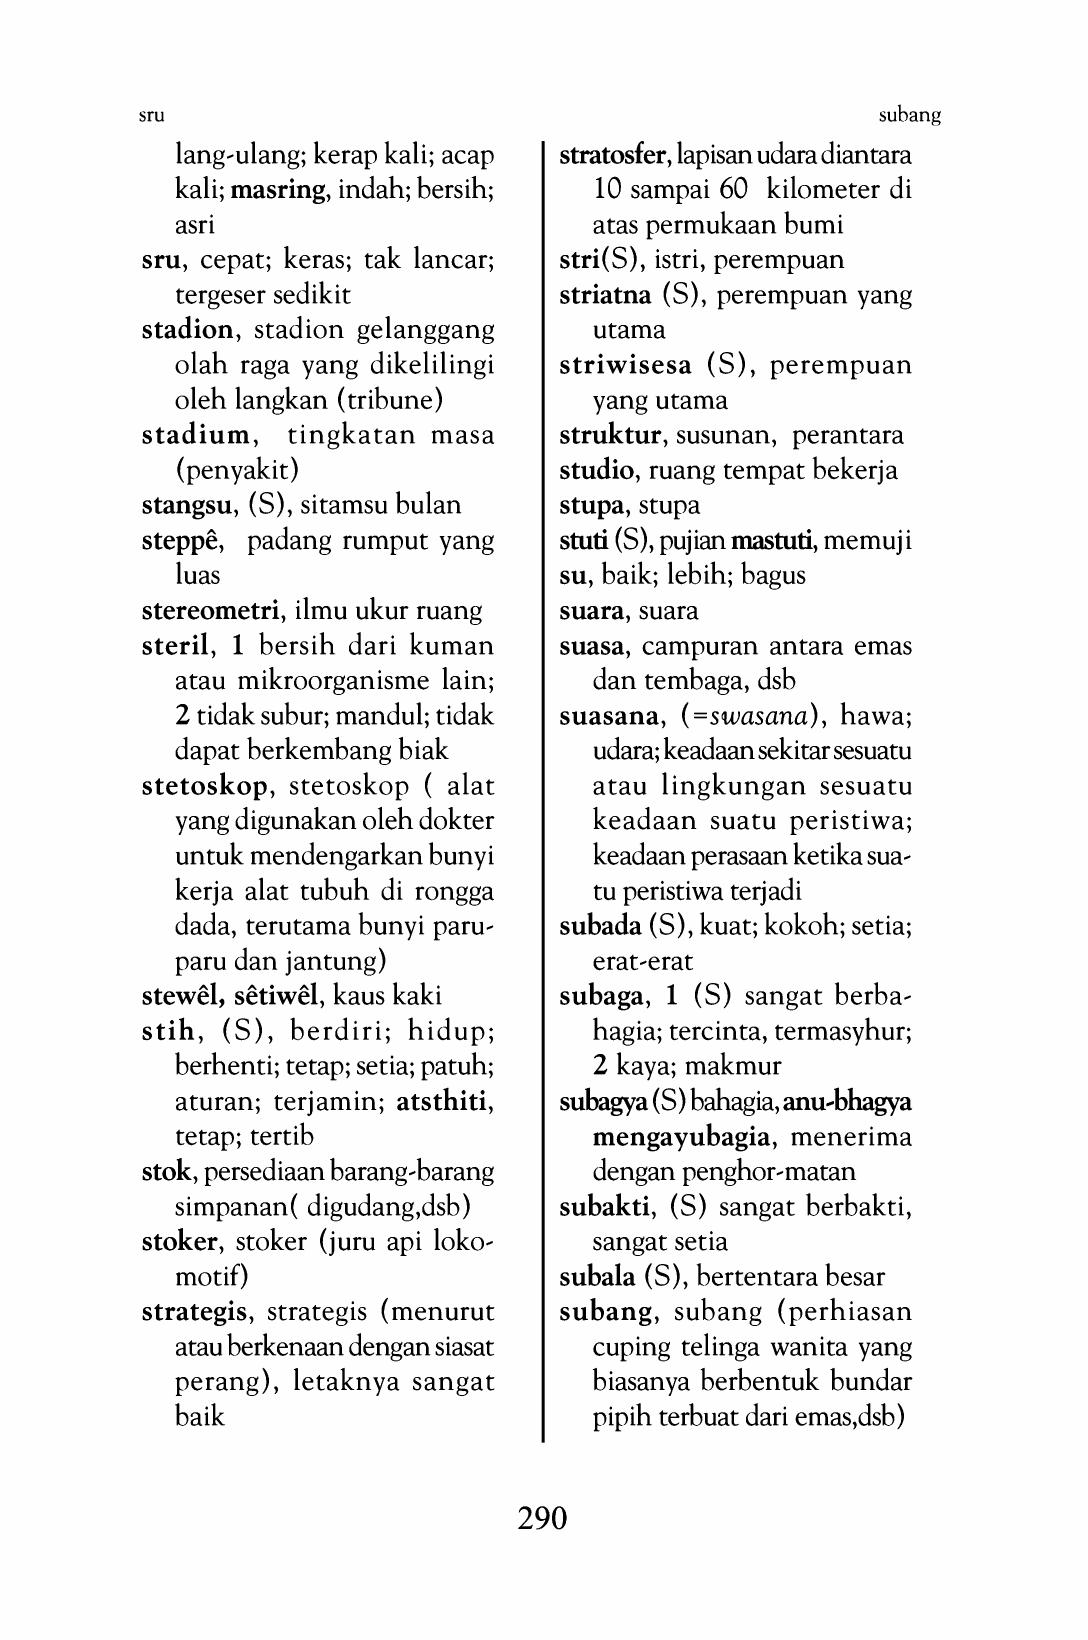 sru
subang
lang-ulang; kerap kali; acap
kali; masring, indah; bersih;
asri
sru, cepat; keras; tak lancar;
tergeser sedikit
stadion, stadion gelanggang
olah raga yang dikelilingi
oleh langkan (tribune)
stadium, tingkatan masa
(penyakit)
stangsu, (S), sitamsu bulan
steppê, padang rumput yang
luas
stereometri, ilmu ukur ruang
steril, 1 bersih dari kuman
atau mikroorganisme lain;
2 tidak subur; mandul; tidak
dapat berkembang biak
stetoskop, stetoskop ( alat
yang digunakan oleh dokter
untuk mendengarkan bunyi
kerja alat tubuh di rongga
dada, terutama bunyi paru-
paru dan jantung)
stewêl, sêtiwêl, kaus kaki
stih, (S), berdiri; hidup;
berhenti; tetap; setia; patuh;
aturan; terjamin; atsthiti,
tetap; tertib
stok, persediaan barang-barang
simpanan( digudang,dsb)
stoker, stoker (juru api loko-
motif)
strategis, strategis (menurut
atau berkenaan dengan siasat
perang), letaknya sangat
baik
stratosfer, lapisan udara diantara
10 sampai 60 kilometer di
atas permukaan bumi
stri(S), istri, perempuan
striatna (S), perempuan yang
utama
striwisesa (S), perempuan
yang utama
struktur, susunan, perantara
studio, ruang tempat bekerja
stupa, stupa
stuti (S), pujian mastuti, memuji
su, baik; lebih; bagus
suara, suara
suasa, campuran antara emas
dan tembaga, dsb
suasana, (=swasana), hawa;
udara; keadaan sekitar sesuatu
atau lingkungan sesuatu
keadaan suatu peristiwa;
keadaan perasaan ketika sua-
tu peristiwa terjadi
subada (S), kuat; kokoh; setia;
erat-erat
subaga, 1 (S) sangat berba-
hagia; tercinta, termasyhur;
2 kaya; makmur
subagya (S) bahagia, anu-bhagya
mengayubagia, menerima
dengan penghor-matan
subakti, (S) sangat berbakti,
sangat setia
subala (S), bertentara besar
subang, subang (perhiasan
cuping telinga wanita yang
biasanya berbentuk bundar
pipih terbuat dari emas,dsb)
290